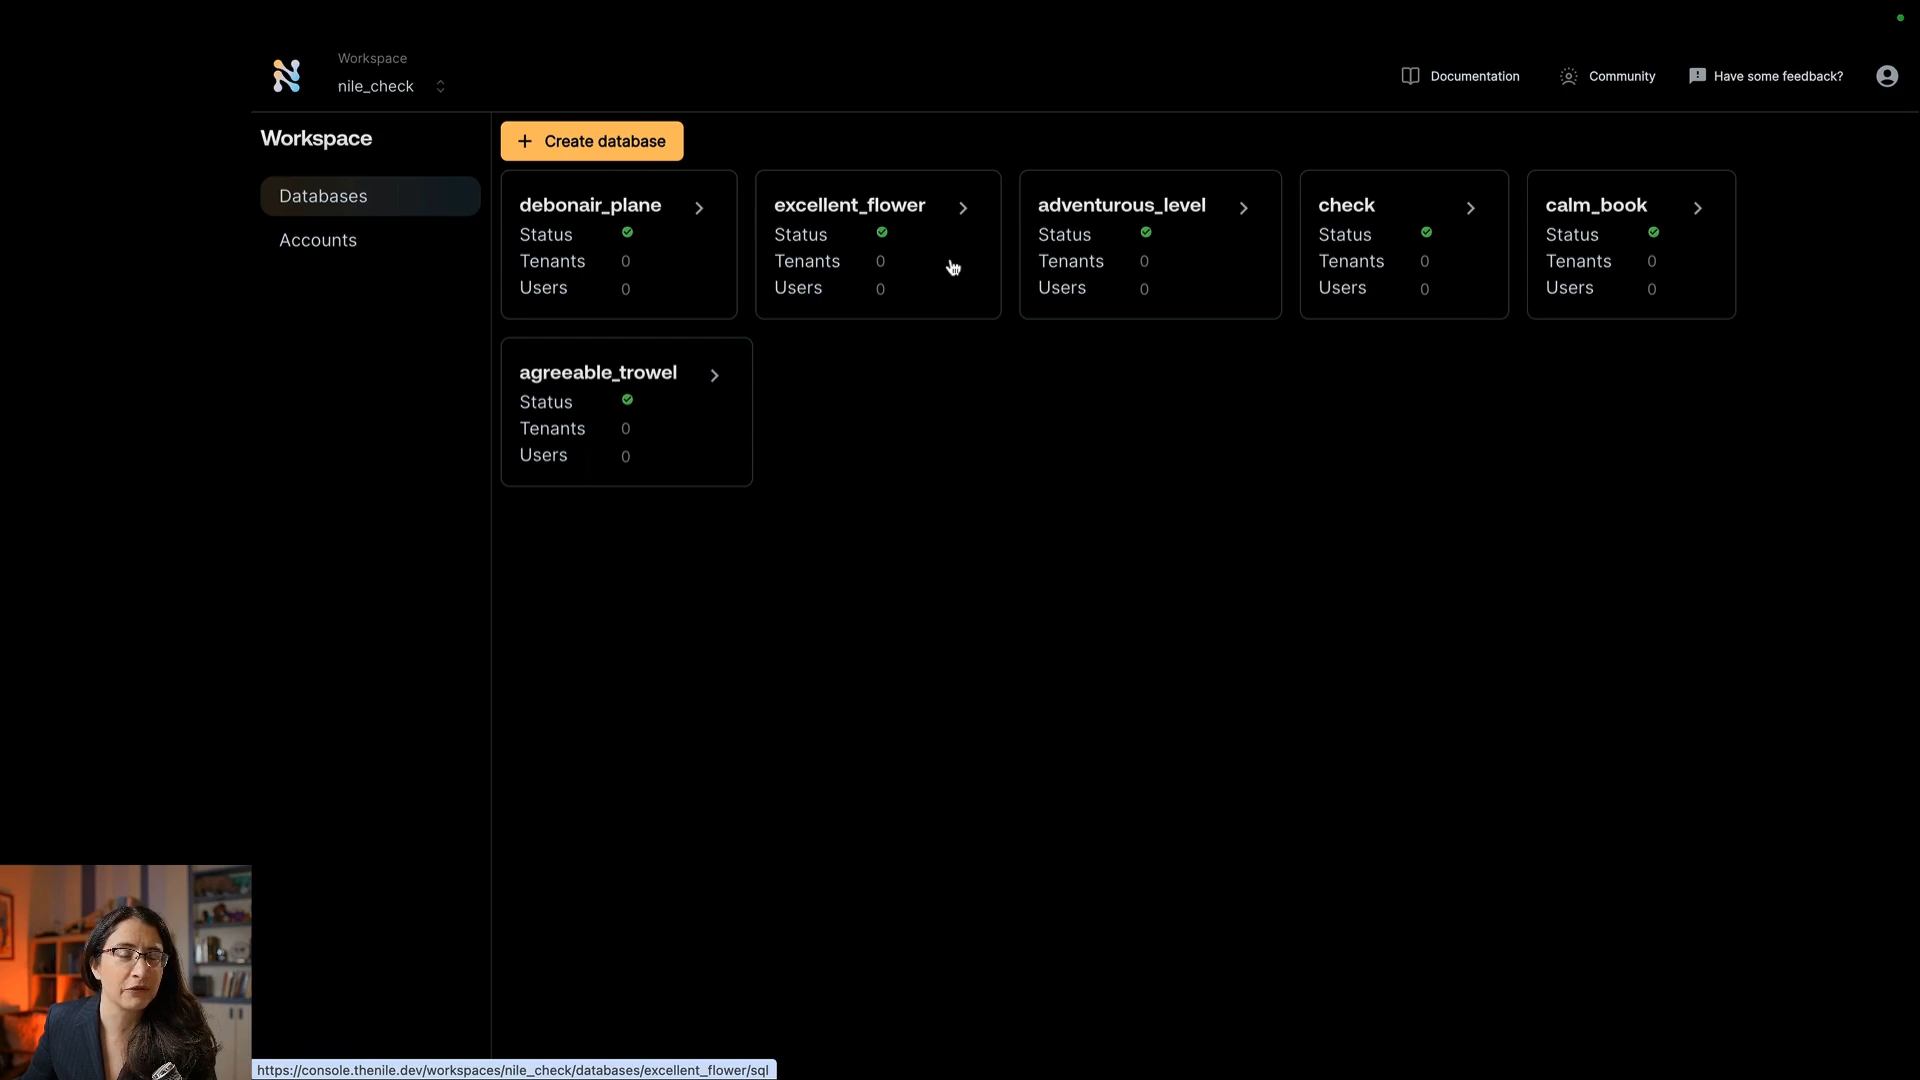 Workspace
nile_check
Documentation
Community
Have some feedback?
Workspace
Databases
Accounts
+ Create database
debonair_plane
Status
Tenants 0
Users 0
excellent_flower
Status
Tenants 0
Users 0
adventurous_level
Status
Tenants 0
Users 0
check
Status
Tenants 0
Users 0
calm_book
Status
Tenants 0
Users 0
agreeable_trowel
Status
Tenants 0
Users 0
https://console.thenile.dev/workspaces/nile_check/databases/excellent_flower/sql